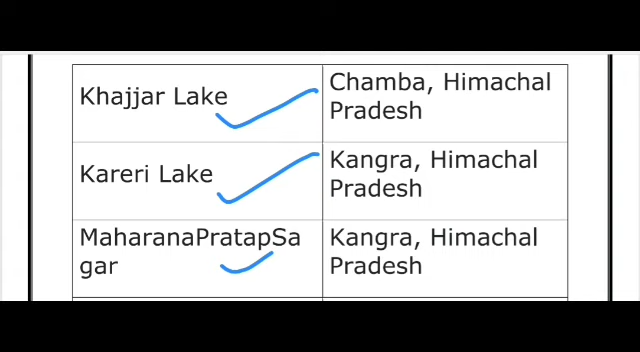 Khajjar Lake
Chamba, Himachal
Pradesh
Kareri Lake
Kangra, Himachal
Pradesh
MaharanaPratapSa
gar
Kangra, Himachal
Pradesh